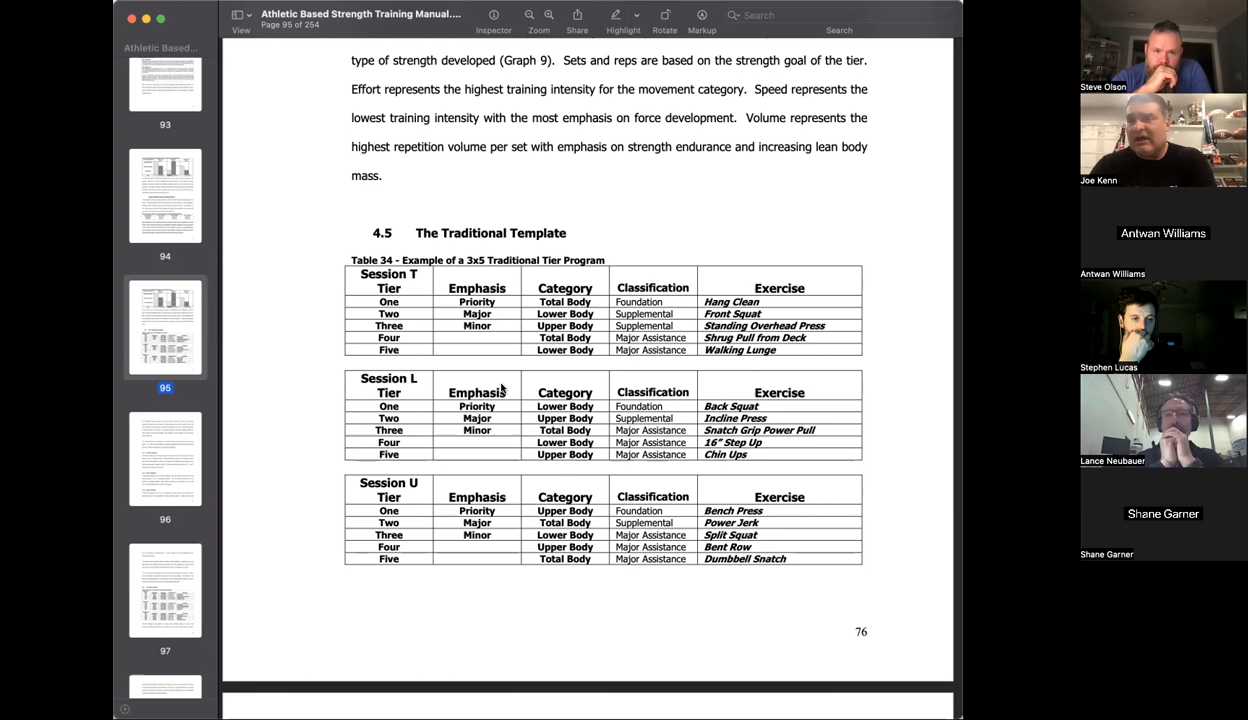 Athletic Based Strength Training Manual....
Page 95 of 254
View
Inspector
Zoom
Share
Highlight
Rotate
Markup
Search
Search
Athletic Based...
93
94
95
96
97
type of strength developed (Graph 9). Sets and reps are based on the strength goal of the tier.
Effort represents the highest training intensity for the movement category. Speed represents the
lowest training intensity with the most emphasis on force development. Volume represents the
highest repetition volume per set with emphasis on strength endurance and increasing lean body
mass.
4.5 The Traditional Template
Table 34 - Example of a 3x5 Traditional Tier Program
Session T
Tier Emphasis Category Classification Exercise
One Priority Total Body Foundation Hang Clean
Two Major Lower Body Supplemental Front Squat
Three Minor Upper Body Supplemental Standing Overhead Press
Four Total Body Major Assistance Shrug Pull from Deck
Five Lower Body Major Assistance Walking Lunge
Session L
Tier Emphasis Category Classification Exercise
One Priority Lower Body Foundation Back Squat
Two Major Upper Body Supplemental Incline Press
Three Minor Total Body Major Assistance Snatch Grip Power Pull
Four Lower Body Major Assistance 16" Step Up
Five Upper Body Major Assistance Chin Ups
Session U
Tier Emphasis Category Classification Exercise
One Priority Upper Body Foundation Bench Press
Two Major Total Body Supplemental Power Jerk
Three Minor Lower Body Major Assistance Split Squat
Four Upper Body Major Assistance Bent Row
Five Total Body Major Assistance Dumbbell Snatch
76
Steve Olson
Joe Kenn
Antwan Williams
Antwan Williams
Stephen Lucas
Lance Neubauer
Shane Garner
Shane Garner